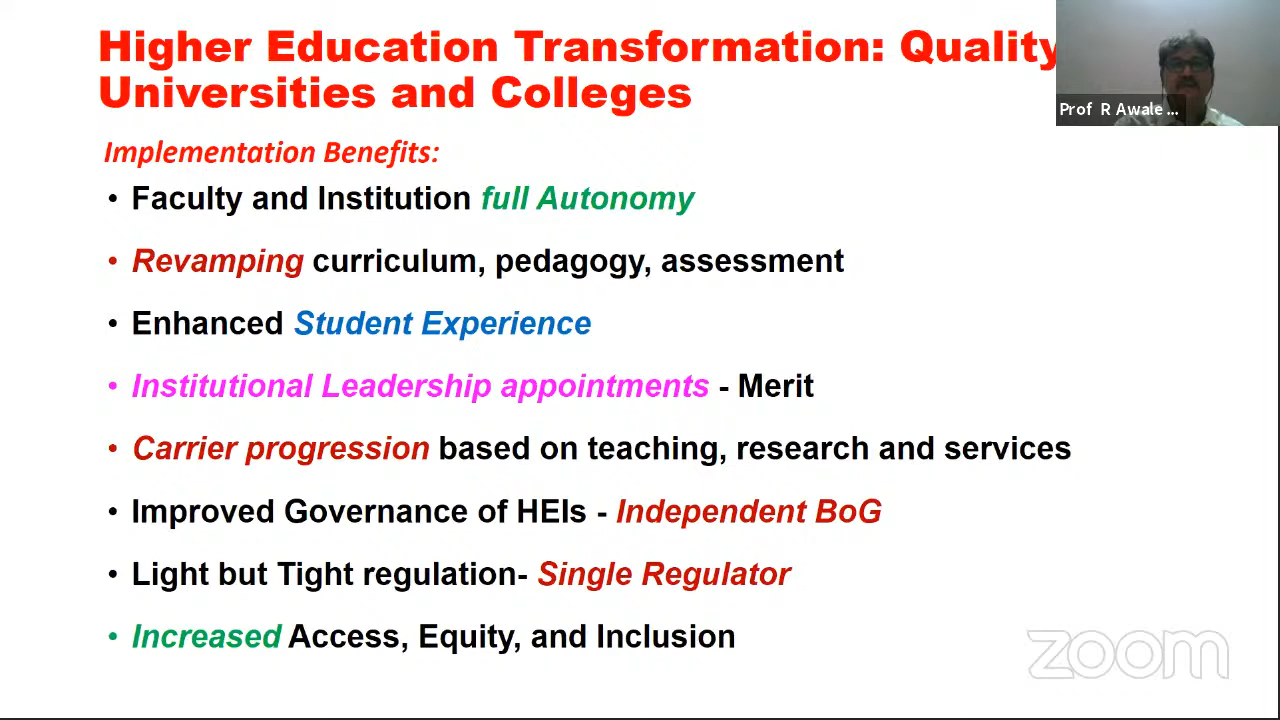 Higher Education Transformation: Quality
Universities and Colleges
Prof R Awale ...
Implementation Benefits:
• Faculty and Institution full Autonomy
• Revamping curriculum, pedagogy, assessment
• Enhanced Student Experience
• Institutional Leadership appointments - Merit
• Carrier progression based on teaching, research and services
• Improved Governance of HEIs - Independent BoG
• Light but Tight regulation- Single Regulator
• Increased Access, Equity, and Inclusion
zoom